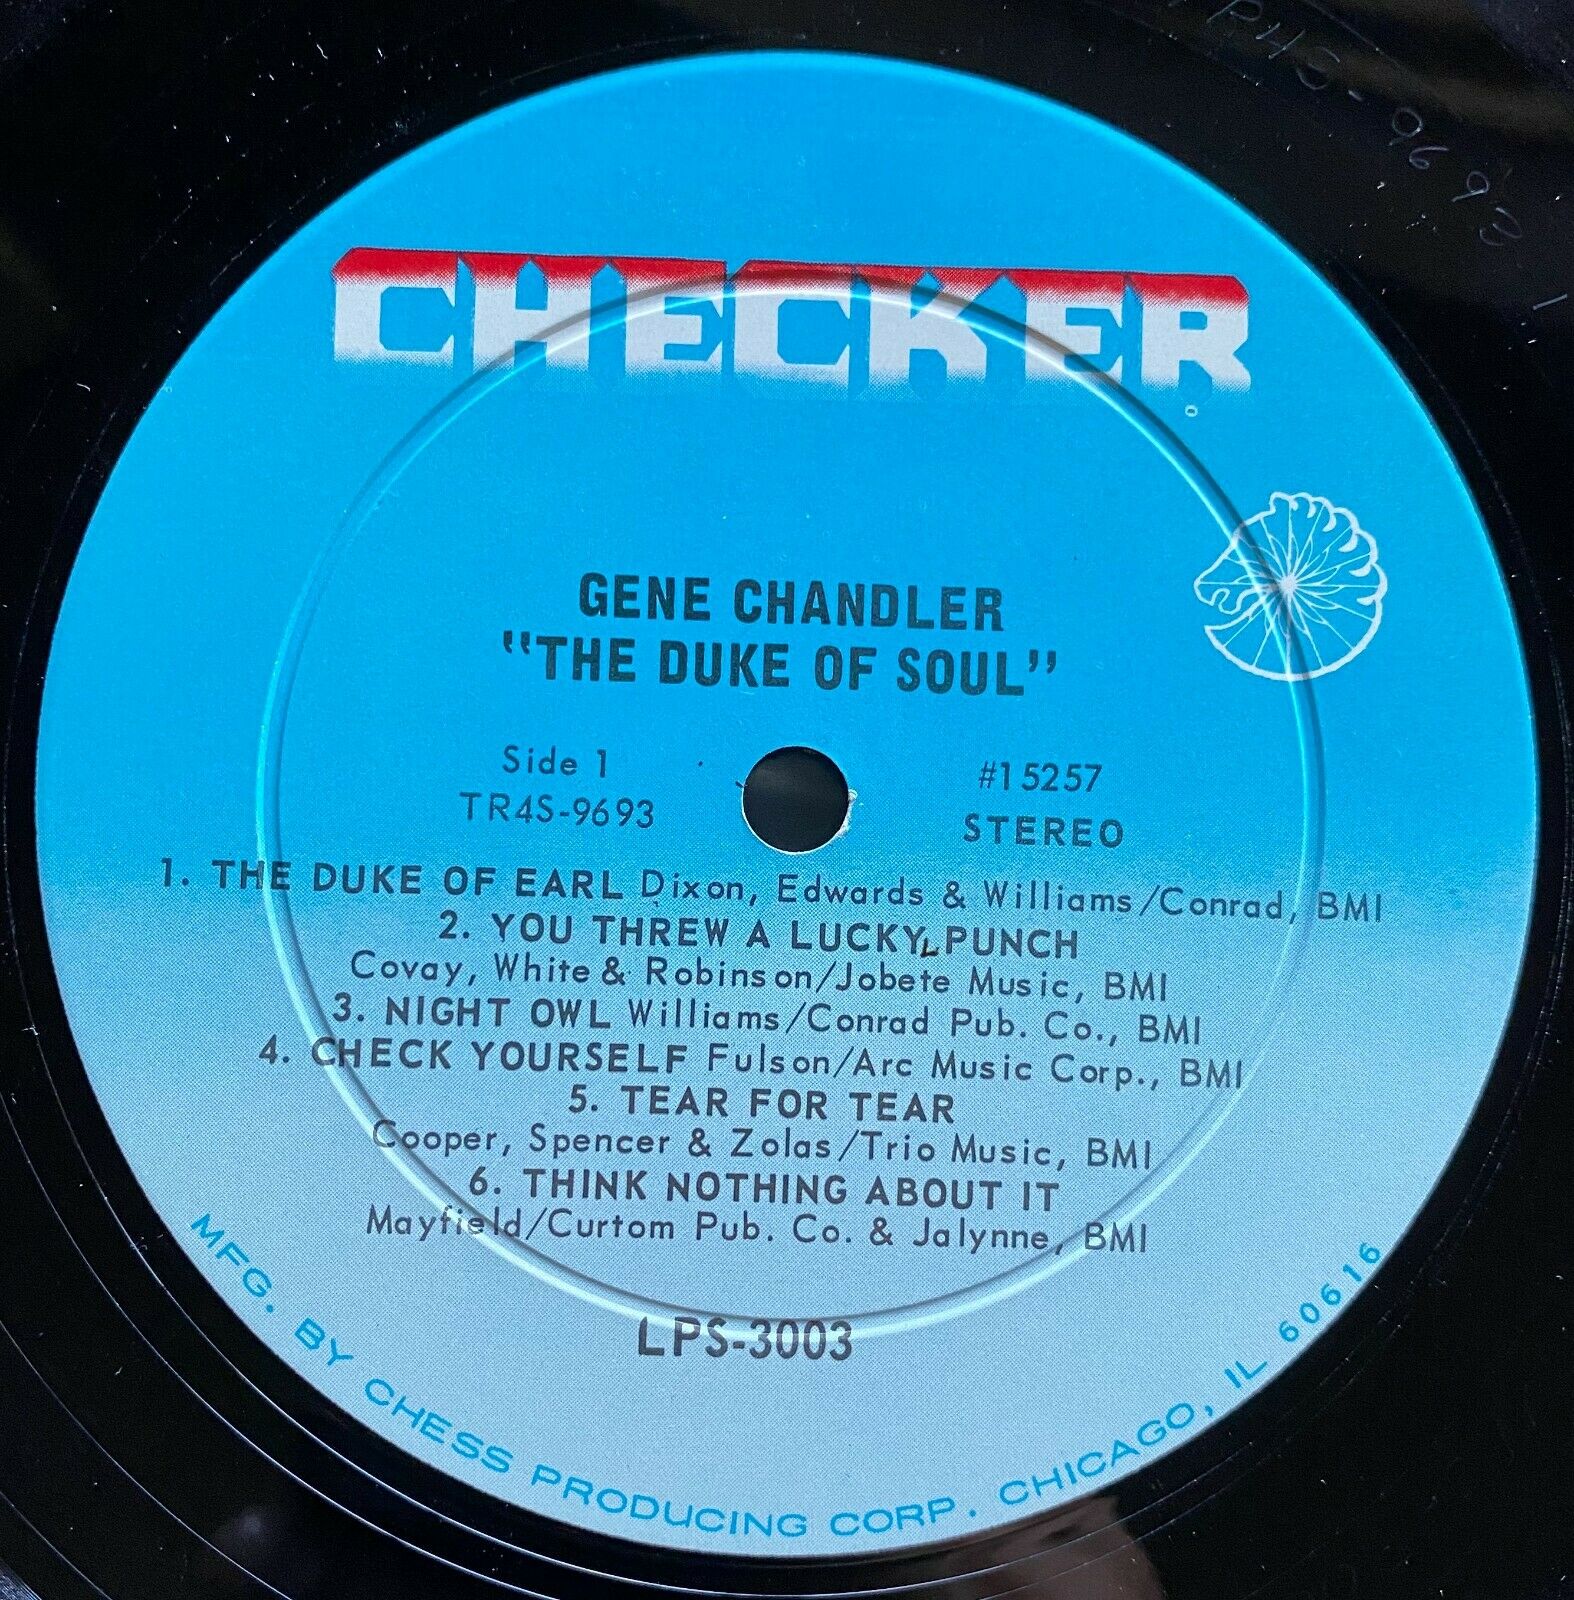 CHECKER
®
GENE CHANDLER
"THE DUKE OF SOUL"
Side 1
#15257
TR4S-9693
STEREO
1. THE DUKE OF EARL Dixon, Edwards & Williams/Conrad, BMI
2. YOU THREW A LUCKY PUNCH
Covay, White & Robinson/Jobete Music, BMI
3. NIGHT OWL Williams/Conrad Pub. Co., BMI
4. CHECK YOURSELF Fulson/Arc Music Corp., BMI
5. TEAR FOR TEAR
Cooper, Spencer & Zolas/Trio Music, BMI
6. THINK NOTHING ABOUT IT
Mayfield/Curtom Pub. Co. & Jalynne, BMI
LPS-3003
MFG. BY CHESS PRODUCING CORP. CHICAGO, IL 60616